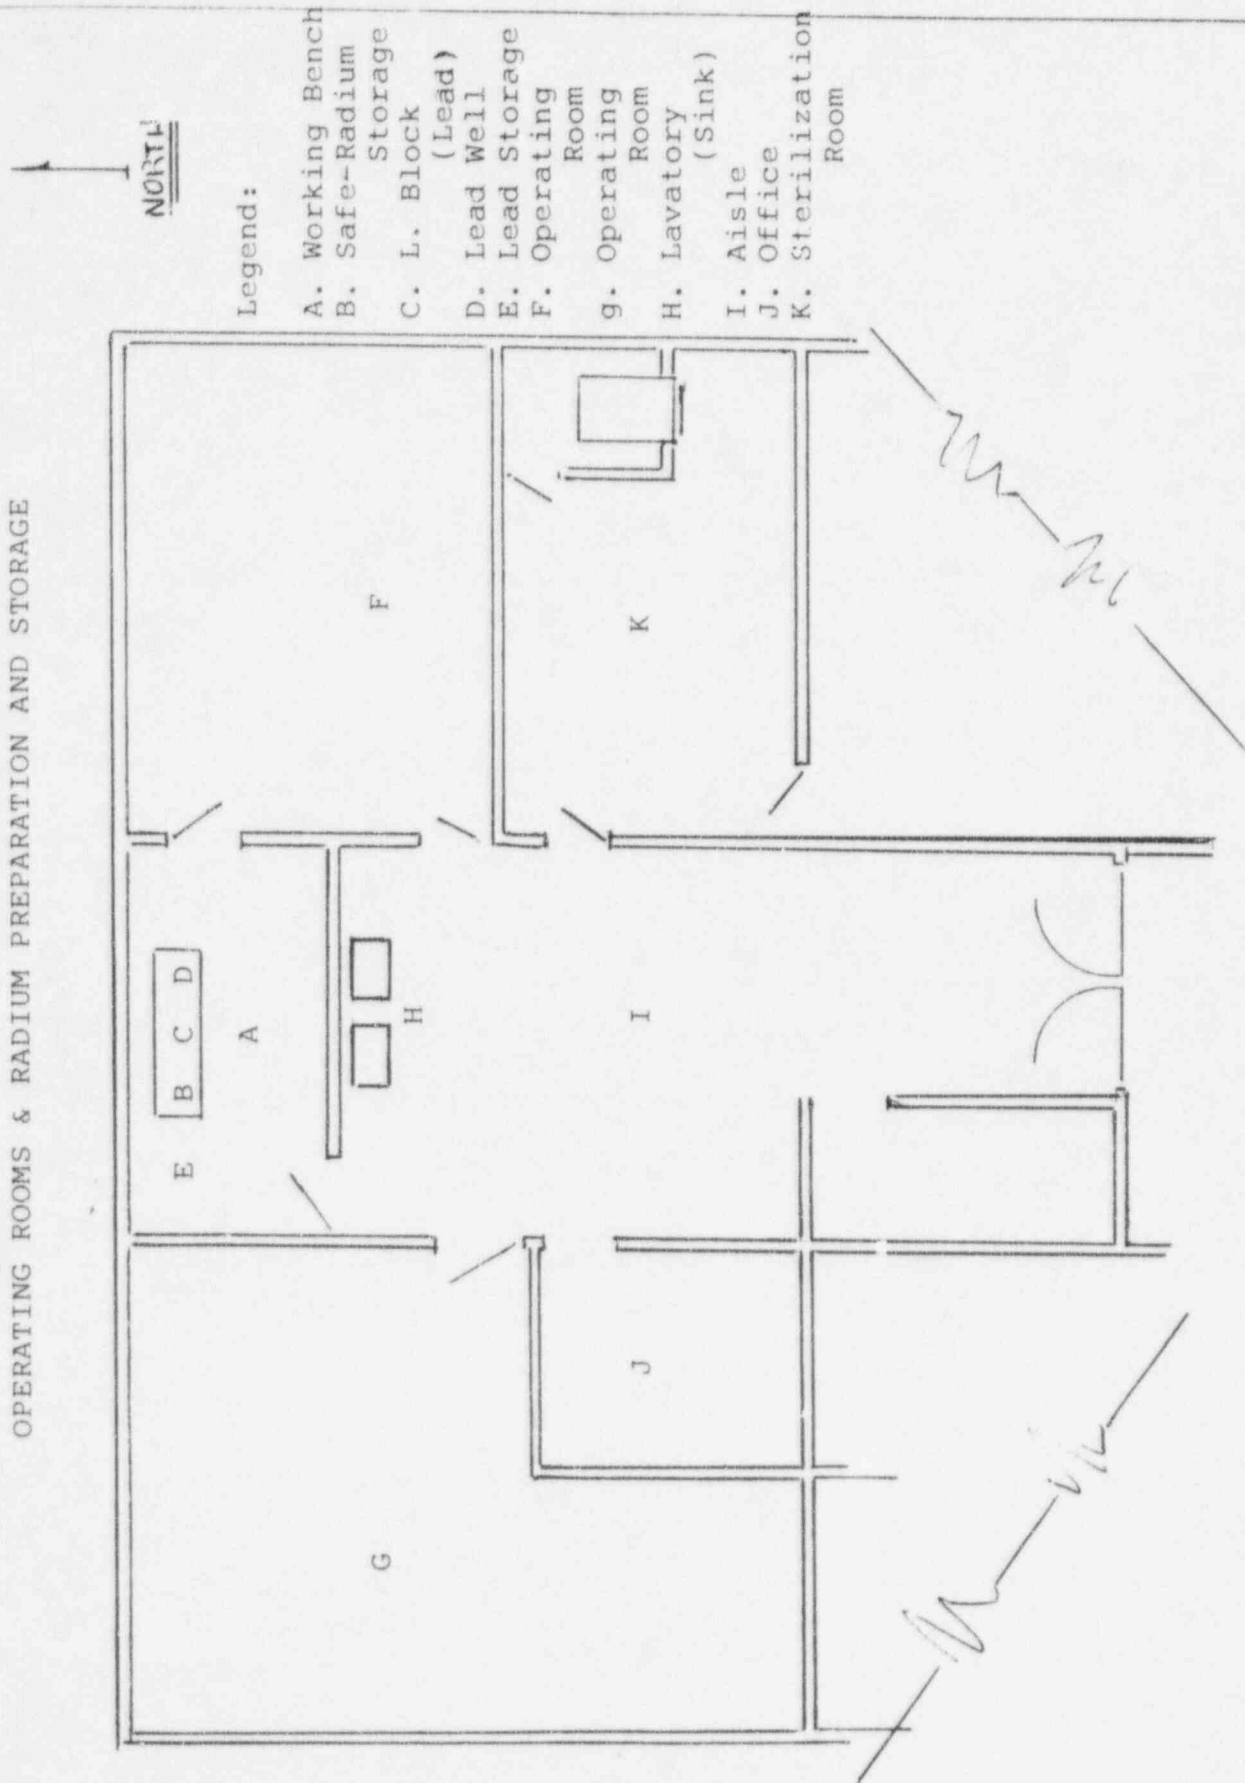 OPERATING ROOMS & RADIUM PREPARATION AND STORAGE
NORTH
Legend:
A. Working Bench
B. Safe-Radium
Storage
C. L. Block
(Lead)
D. Lead Well
E. Lead Storage
F. Operating
Room
g. Operating
Room
H. Lavatory
(Sink)
I. Aisle
J. Office
K. Sterilization
Room
E B C D
A
F
H
G
J
I
K